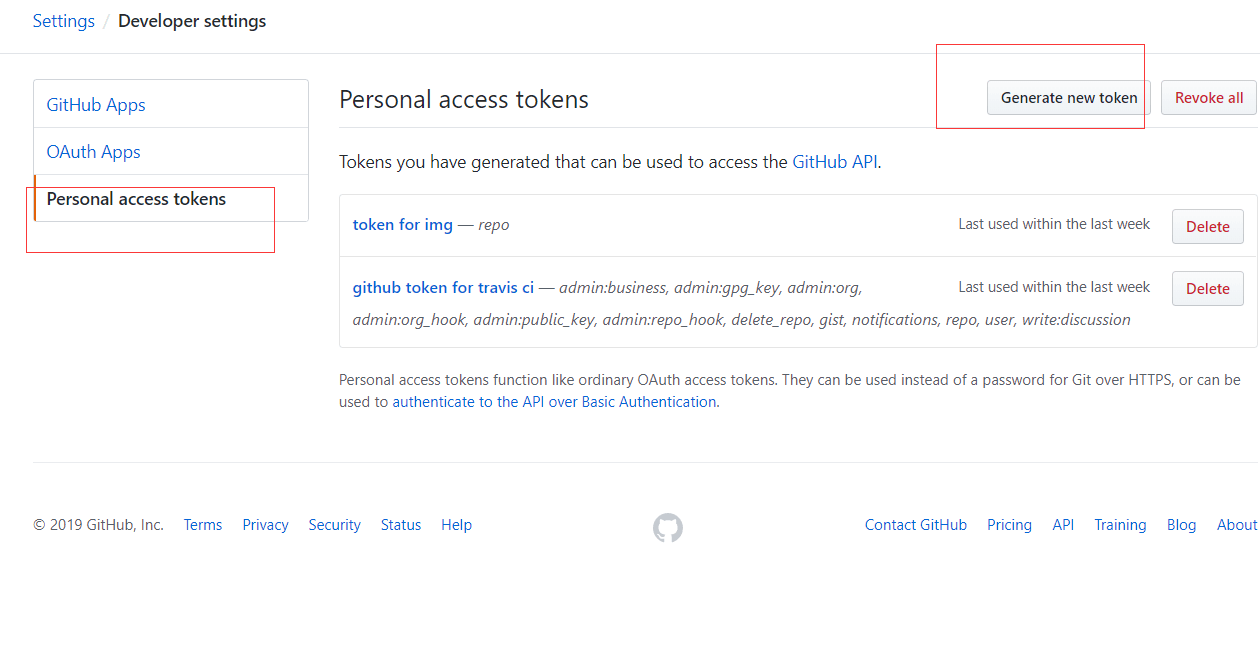 Settings / Developer settings
GitHub Apps
OAuth Apps
Personal access tokens
Personal access tokens
Generate new token
Revoke all
Tokens you have generated that can be used to access the GitHub API.
token for img — repo
Last used within the last week
Delete
github token for travis ci — admin:business, admin:gpg_key, admin:org,
admin:org_hook, admin:public_key, admin:repo_hook, delete_repo, gist, notifications, repo, user, write:discussion
Last used within the last week
Delete
Personal access tokens function like ordinary OAuth access tokens. They can be used instead of a password for Git over HTTPS, or can be
used to authenticate to the API over Basic Authentication.
© 2019 GitHub, Inc. Terms Privacy Security Status Help
Contact GitHub Pricing API Training Blog About